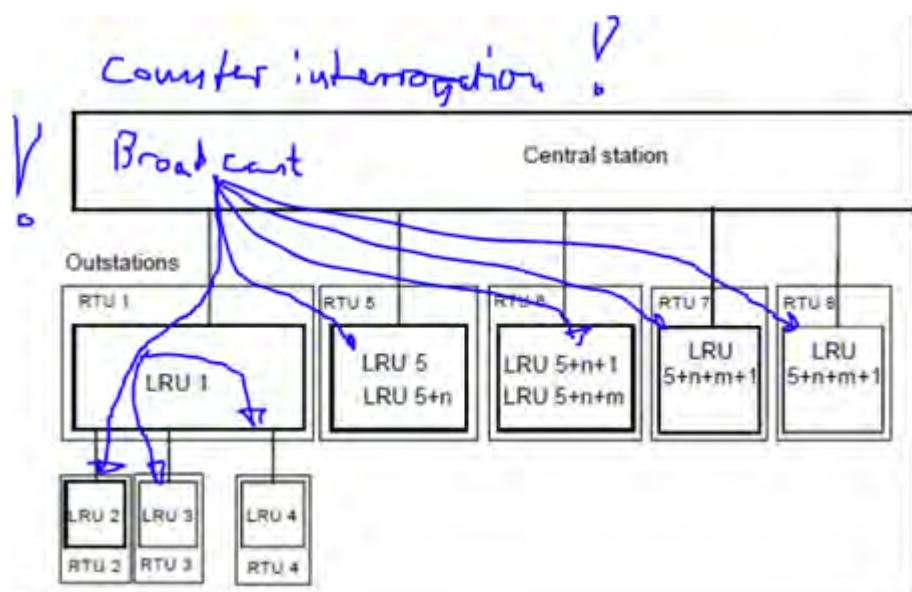 Counter interrogation !
!
Broadcast
Central station
Outstations
RTU 1
RTU 5
RTU 6
RTU 7
RTU 8
LRU 1
LRU 5
LRU 5+n
LRU 5+n+1
LRU 5+n+m
LRU
5+n+m+1
LRU
5+n+m+1
LRU 2
LRU 3
LRU 4
RTU 2
RTU 3
RTU 4